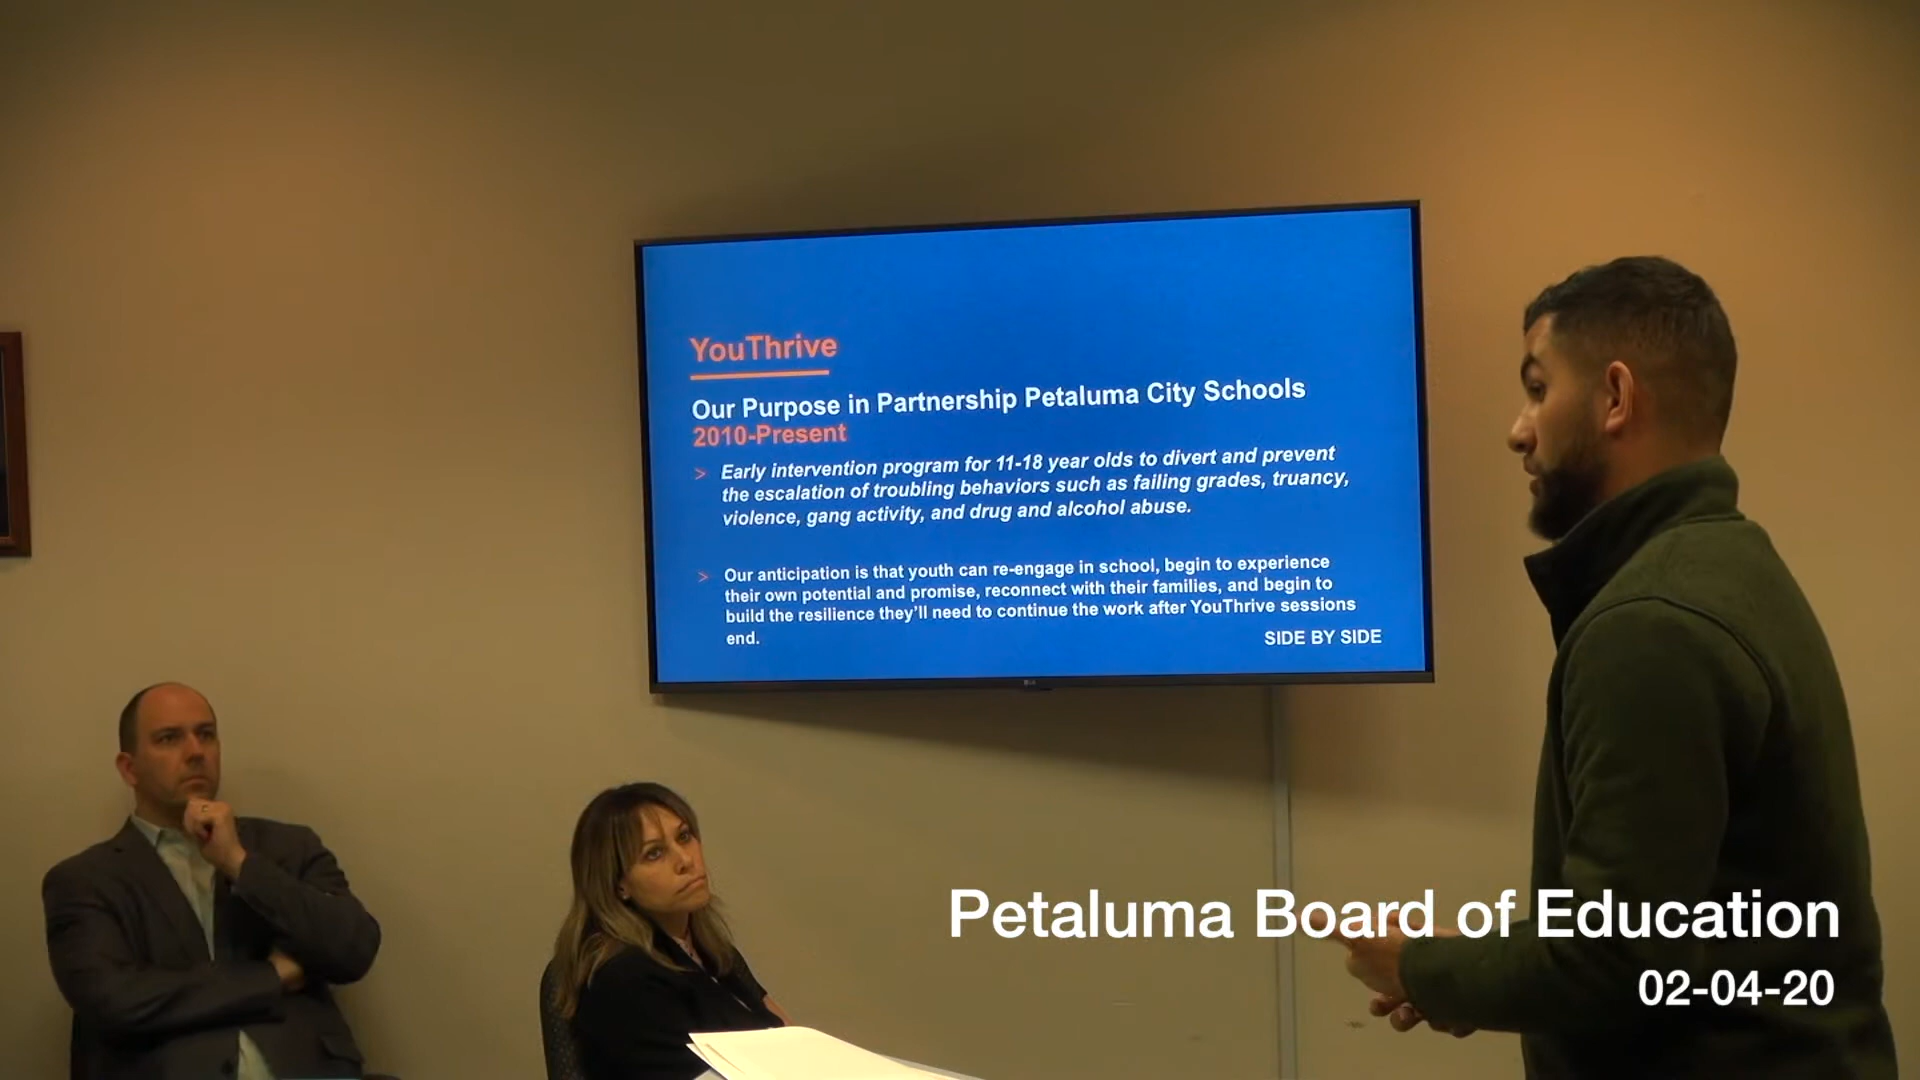 YouThrive
Our Purpose in Partnership Petaluma City Schools
2010-Present
> Early intervention program for 11-18 year olds to divert and prevent
the escalation of troubling behaviors such as failing grades, truancy,
violence, gang activity, and drug and alcohol abuse.
> Our anticipation is that youth can re-engage in school, begin to experience
their own potential and promise, reconnect with their families, and begin to
build the resilience they'll need to continue the work after YouThrive sessions
end.
SIDE BY SIDE
LG
Petaluma Board of Education
02-04-20